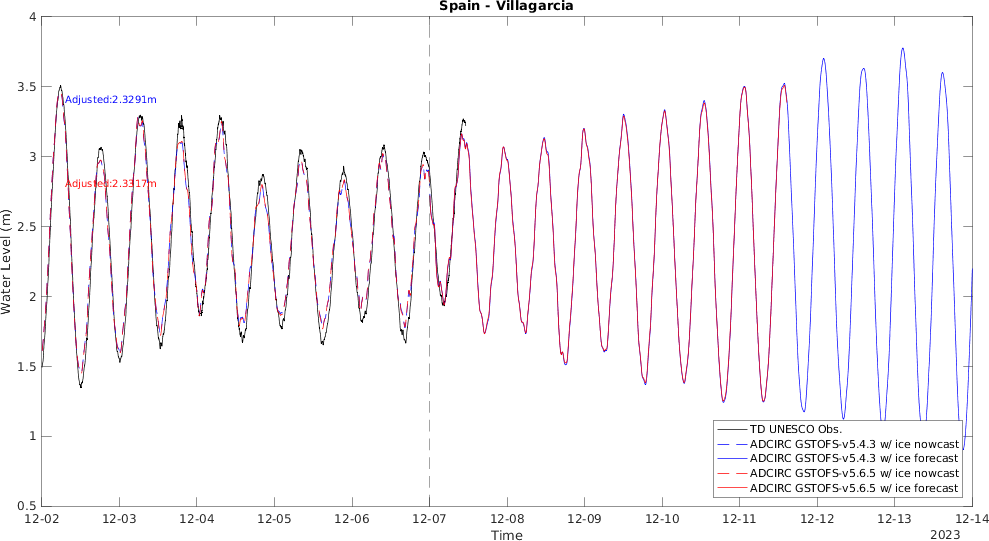 Spain - Villagarcia
4
3.5
3
2.5
2
1.5
1
0.5
Water Level (m)
Adjusted:2.3291m
Adjusted:2.3317m
TD UNESCO Obs.
ADCIRC GSTOFS-v5.4.3 w/ ice nowcast
ADCIRC GSTOFS-v5.4.3 w/ ice forecast
ADCIRC GSTOFS-v5.6.5 w/ ice nowcast
ADCIRC GSTOFS-v5.6.5 w/ ice forecast
12-02 12-03 12-04 12-05 12-06 12-07 12-08 12-09 12-10 12-11 12-12 12-13 12-14
Time
2023